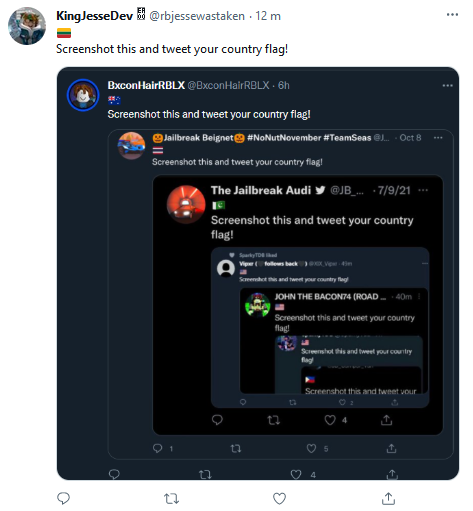 KingJesseDev @rbjessewastaken · 12 m
🇱🇹
Screenshot this and tweet your country flag!
BxconHairRBLX @BxconHairRBLX · 6h
🇦🇺
Screenshot this and tweet your country flag!
🎃Jailbreak Beignet🎃 #NoNutNovember #TeamSeas @J... · Oct 8
🇹🇭
Screenshot this and tweet your country flag!
The Jailbreak Audi @JB_... · 7/9/21
🇵🇰
Screenshot this and tweet your country
flag!
SparkyTDB liked
Viper ( follows back ) @RBX_Viper · 49m
🇺🇸
Screenshot this and tweet your country flag!
JOHN THE BACON74 (ROAD ... · 40m
🇺🇸
Screenshot this and tweet your country
flag!
🇺🇸
Screenshot this and tweet your country
flag!
🇵🇭
Screenshot this and tweet your
2
4
1
5
4